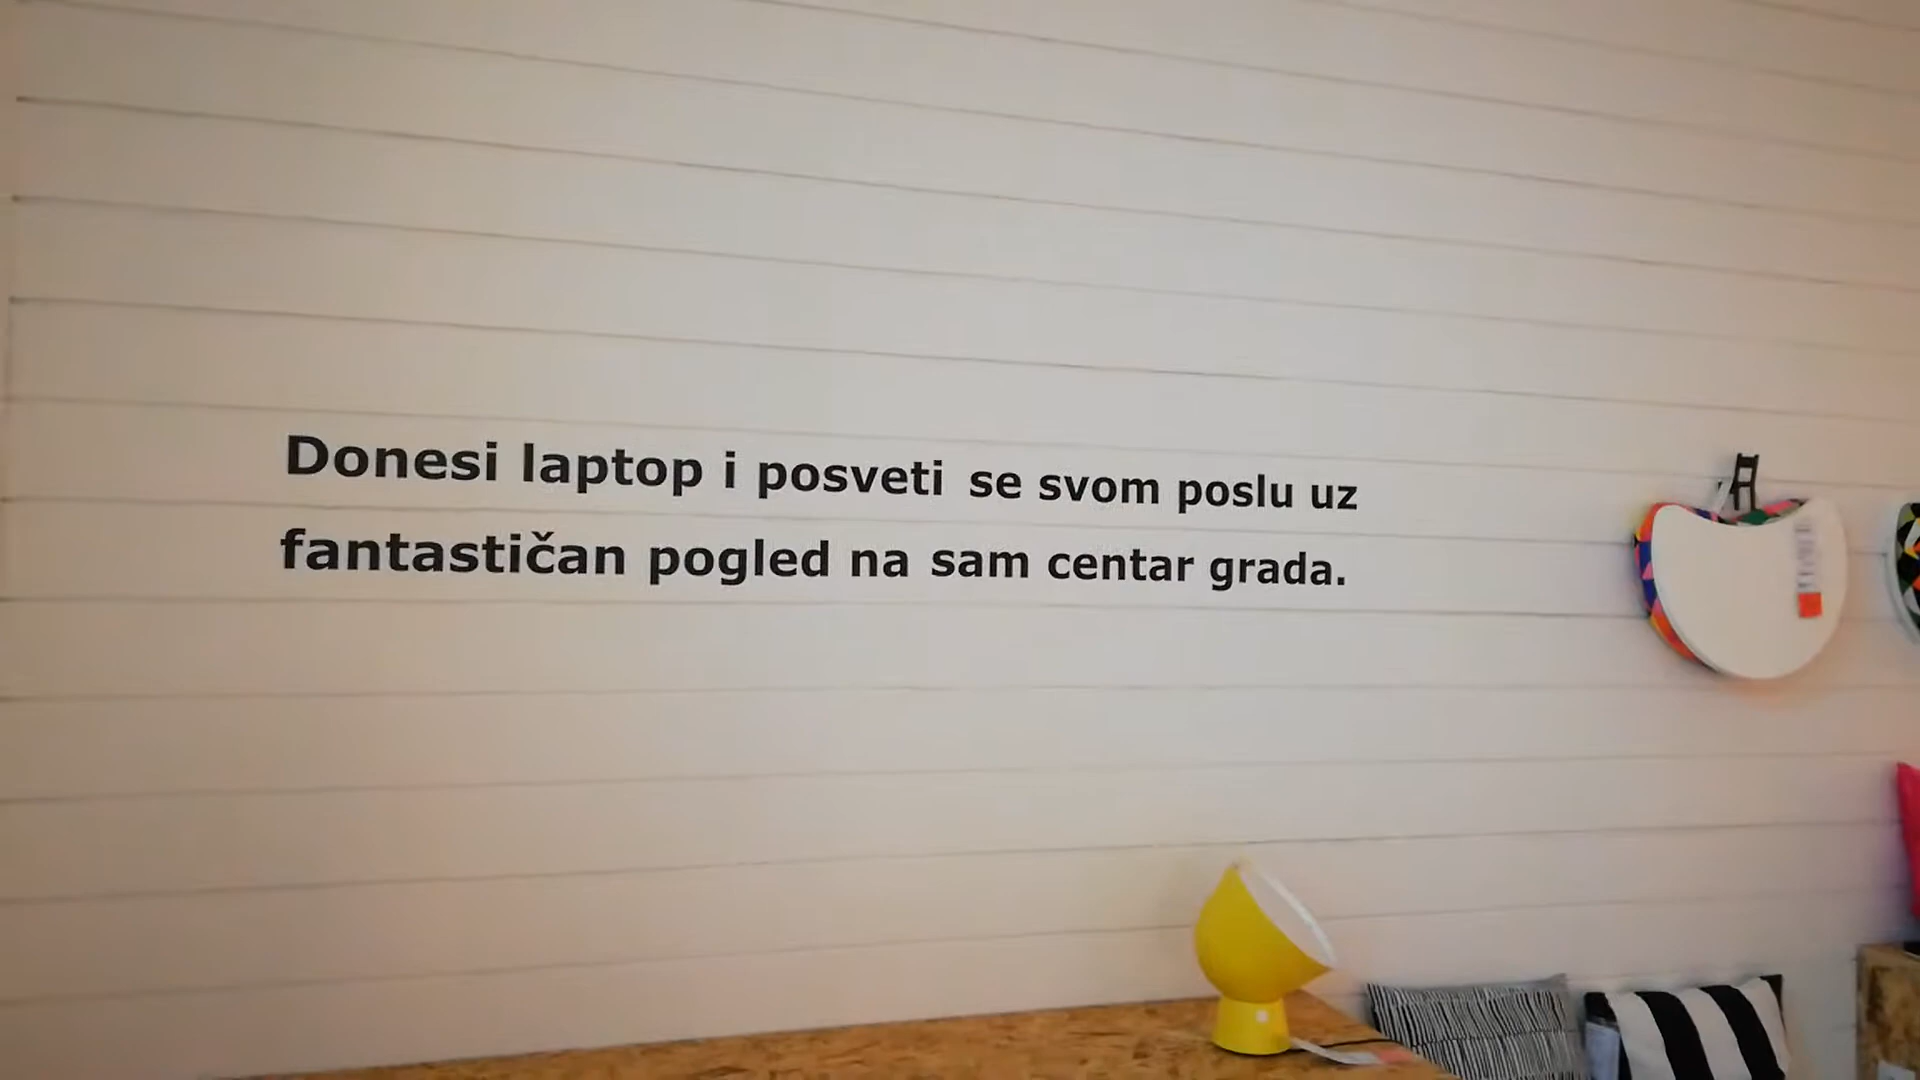 Donesi laptop i posveti se svom poslu uz
fantastičan pogled na sam centar grada.